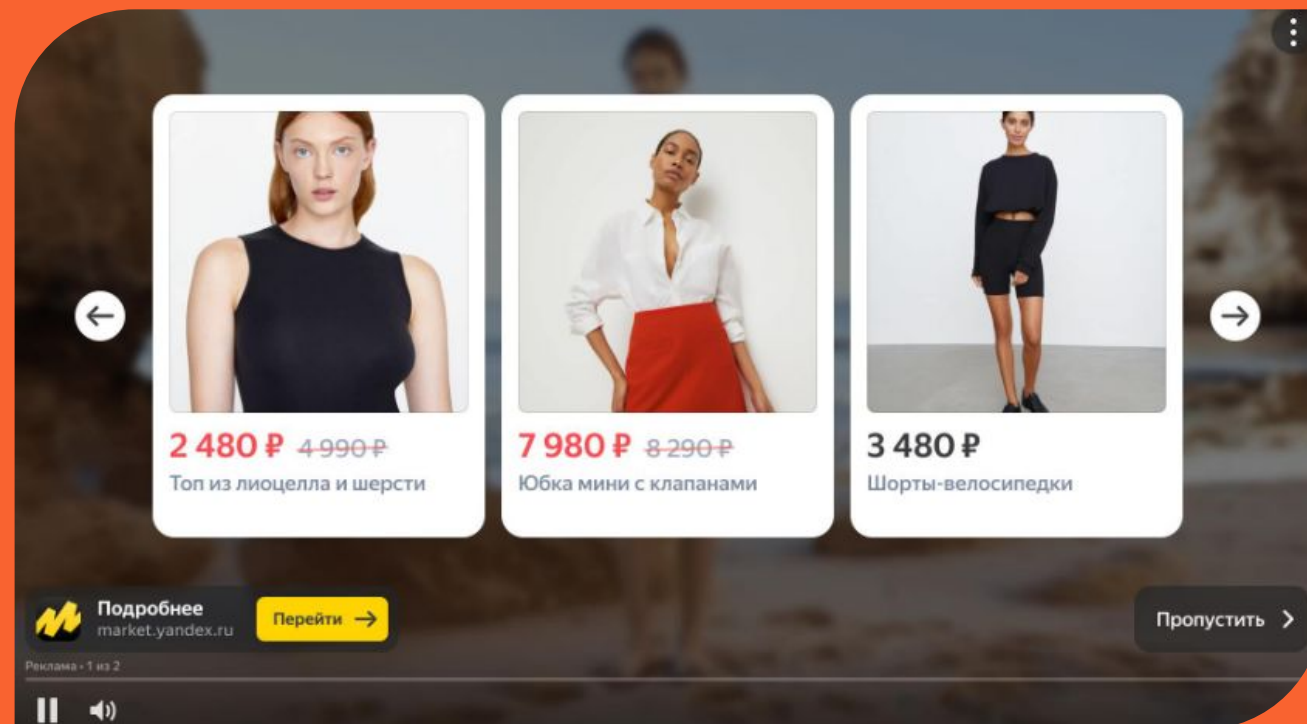 2 480 ₽ 4 990 ₽
Топ из лиоцелла и шерсти
7 980 ₽ 8 290 ₽
Юбка мини с клапанами
3 480 ₽
Шорты-велосипедки
Подробнее
market.yandex.ru
Перейти
Пропустить
Реклама • 1 из 2